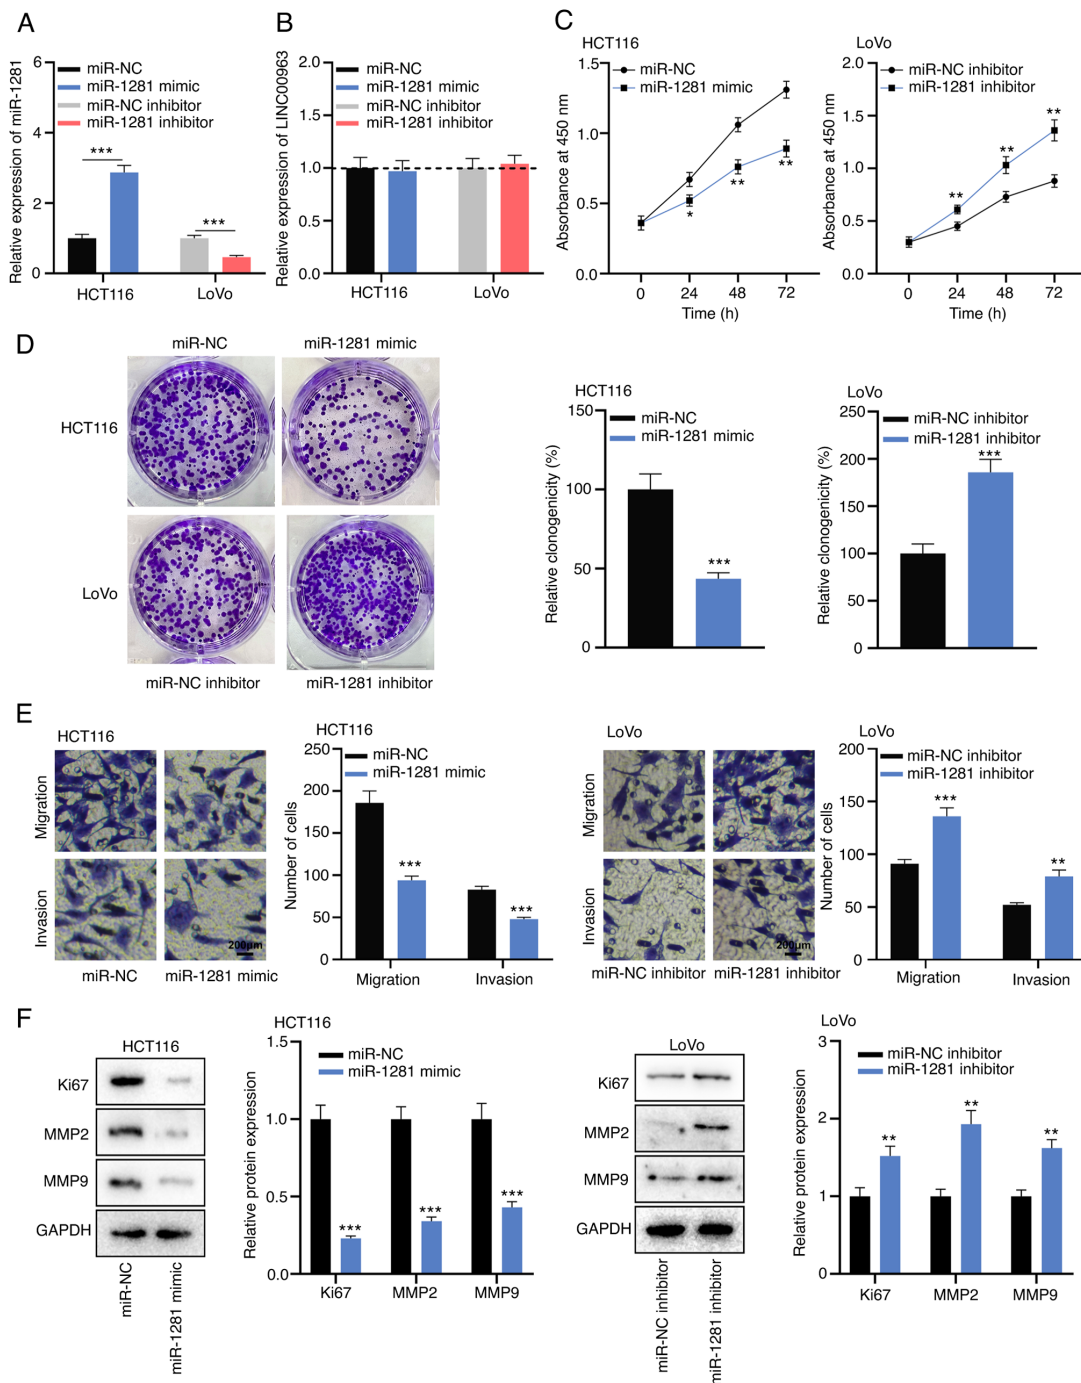 A
Relative expression of miR-1281
6
4
2
0
miR-NC
miR-1281 mimic
miR-NC inhibitor
miR-1281 inhibitor
***
***
HCT116
LoVo
B
Relative expression of LINC00963
2.0
1.5
1.0
0.5
0.0
miR-NC
miR-1281 mimic
miR-NC inhibitor
miR-1281 inhibitor
HCT116
LoVo
C
HCT116
Absorbance at 450 nm
1.5
1.0
0.5
0.0
miR-NC
miR-1281 mimic
*
**
**
0 24 48 72
Time (h)
LoVo
Absorbance at 450 nm
2.0
1.5
1.0
0.5
0.0
miR-NC inhibitor
miR-1281 inhibitor
**
**
**
0 24 48 72
Time (h)
D
miR-NC
miR-1281 mimic
HCT116
LoVo
miR-NC inhibitor
miR-1281 inhibitor
HCT116
Relative clonogenicity (%)
150
100
50
0
miR-NC
miR-1281 mimic
***
LoVo
Relative clonogenicity (%)
250
200
150
100
50
0
miR-NC inhibitor
miR-1281 inhibitor
***
E
HCT116
Migration
Invasion
200μm
miR-NC
miR-1281 mimic
HCT116
Number of cells
250
200
150
100
50
0
miR-NC
miR-1281 mimic
***
***
Migration
Invasion
LoVo
Migration
Invasion
200μm
miR-NC inhibitor
miR-1281 inhibitor
LoVo
Number of cells
200
150
100
50
0
miR-NC inhibitor
miR-1281 inhibitor
***
**
Migration
Invasion
F
HCT116
Ki67
MMP2
MMP9
GAPDH
miR-NC
miR-1281 mimic
HCT116
Relative protein expression
1.5
1.0
0.5
0.0
miR-NC
miR-1281 mimic
***
***
***
Ki67
MMP2
MMP9
LoVo
Ki67
MMP2
MMP9
GAPDH
miR-NC inhibitor
miR-1281 inhibitor
LoVo
Relative protein expression
3
2
1
0
miR-NC inhibitor
miR-1281 inhibitor
**
**
**
Ki67
MMP2
MMP9